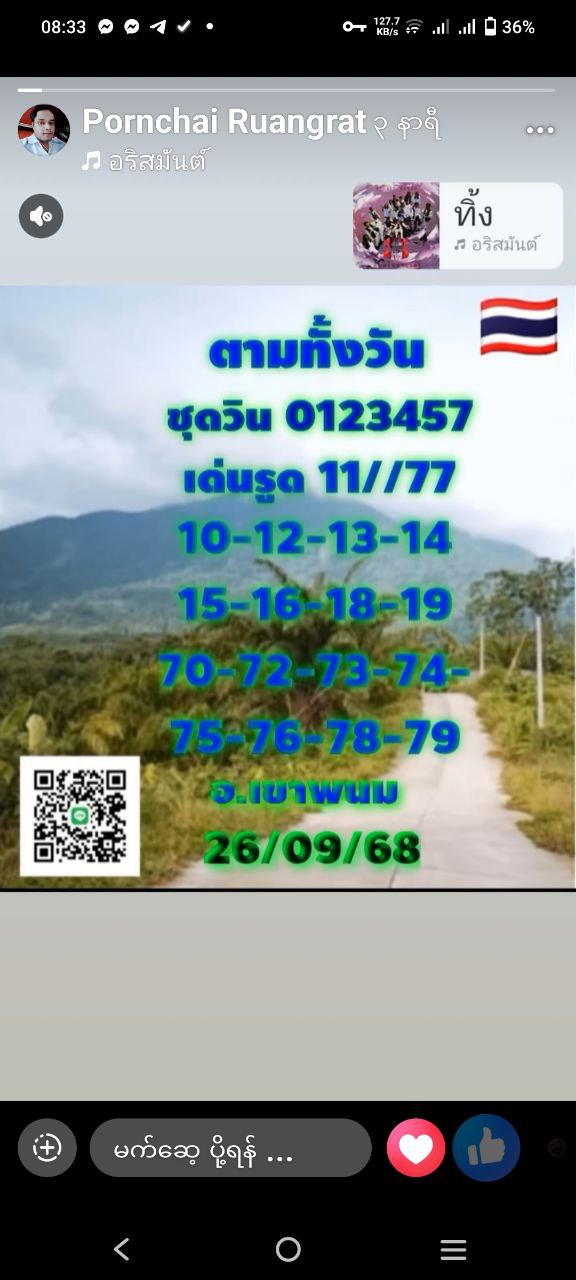 08:33
127.7 KB/s
36%
Pornchai Ruangrat ၃ နာရီ
อริสมันต์
ทิ้ง
อริสมันต์
ตามทั้งวัน
ชุดวิน 0123457
เด่นรูด 11//77
10-12-13-14
15-16-18-19
70-72-73-74-
75-76-78-79
อ.เขาพนม
26/09/68
မက်ဆေ့ ပို့ရန် ...